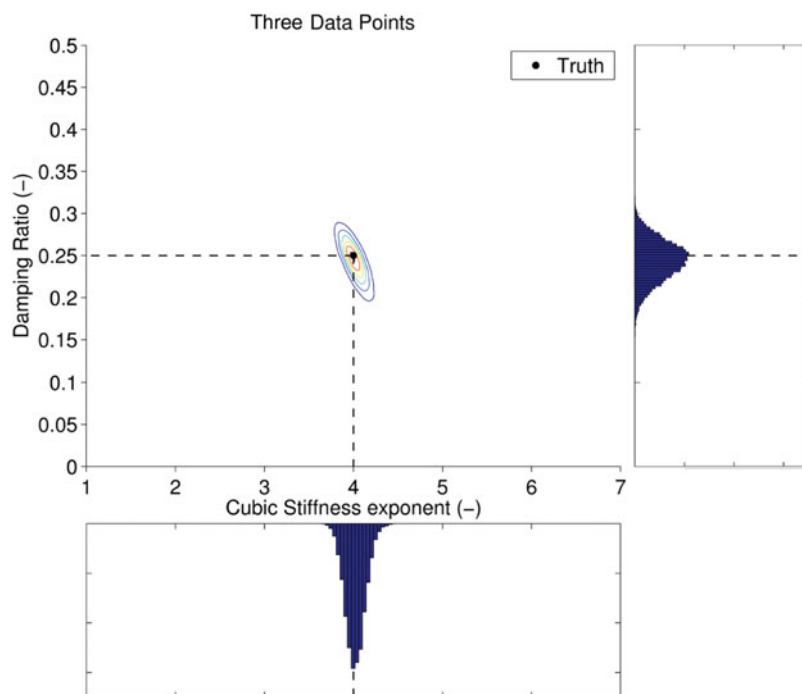 Three Data Points
Truth
0.5
0.45
0.4
0.35
0.3
0.25
0.2
0.15
0.1
0.05
0
Damping Ratio (−)
1 2 3 4 5 6 7
Cubic Stiffness exponent (−)